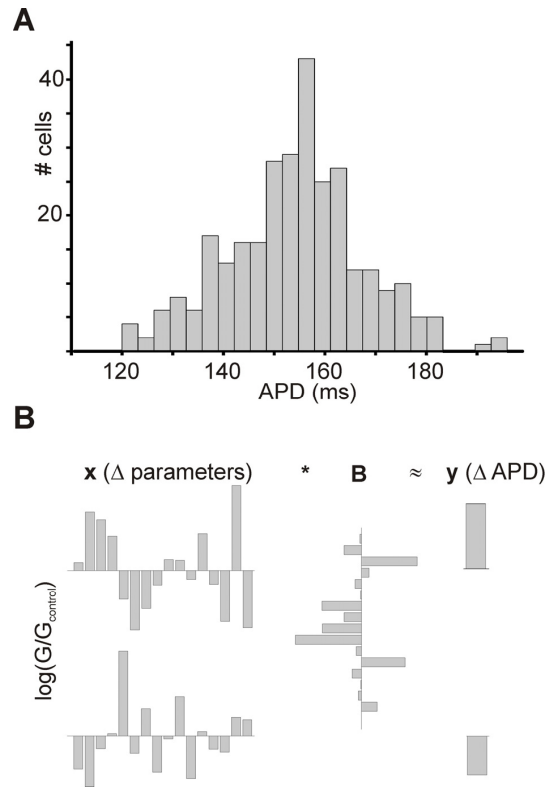 A
# cells
40
20
120
140
160
180
APD (ms)
B
x (Δ parameters) * B ≈ y (Δ APD)
log(G/Gcontrol)